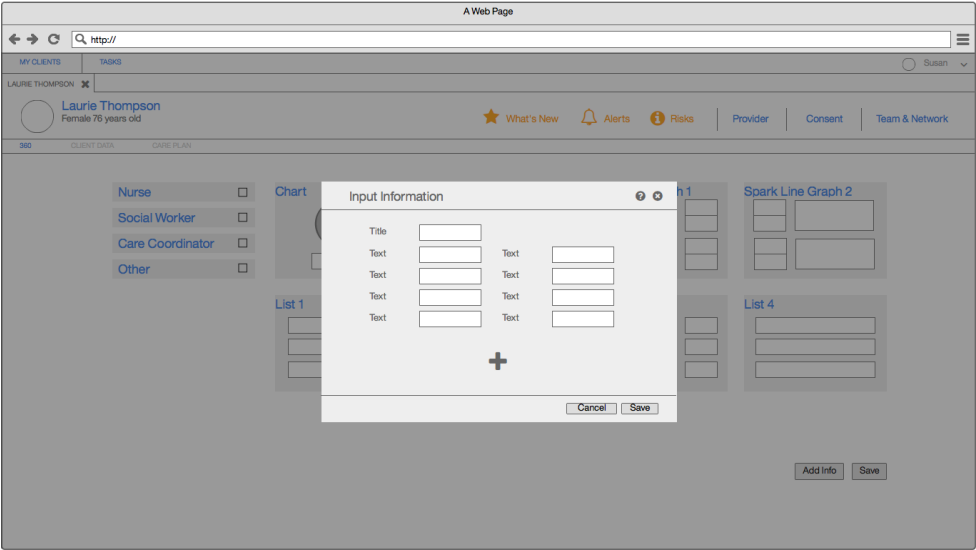 A Web Page
http://
MY CLIENTS TASKS Susan
LAURIE THOMPSON
Laurie Thompson
Female 76 years old
What's New Alerts Risks Provider Consent Team & Network
360 CLIENT DATA CARE PLAN
Nurse
Social Worker
Care Coordinator
Other
Chart
h 1
Spark Line Graph 2
Input Information
Title
Text Text
Text Text
Text Text
Text Text
Cancel Save
List 1
List 4
Add Info Save